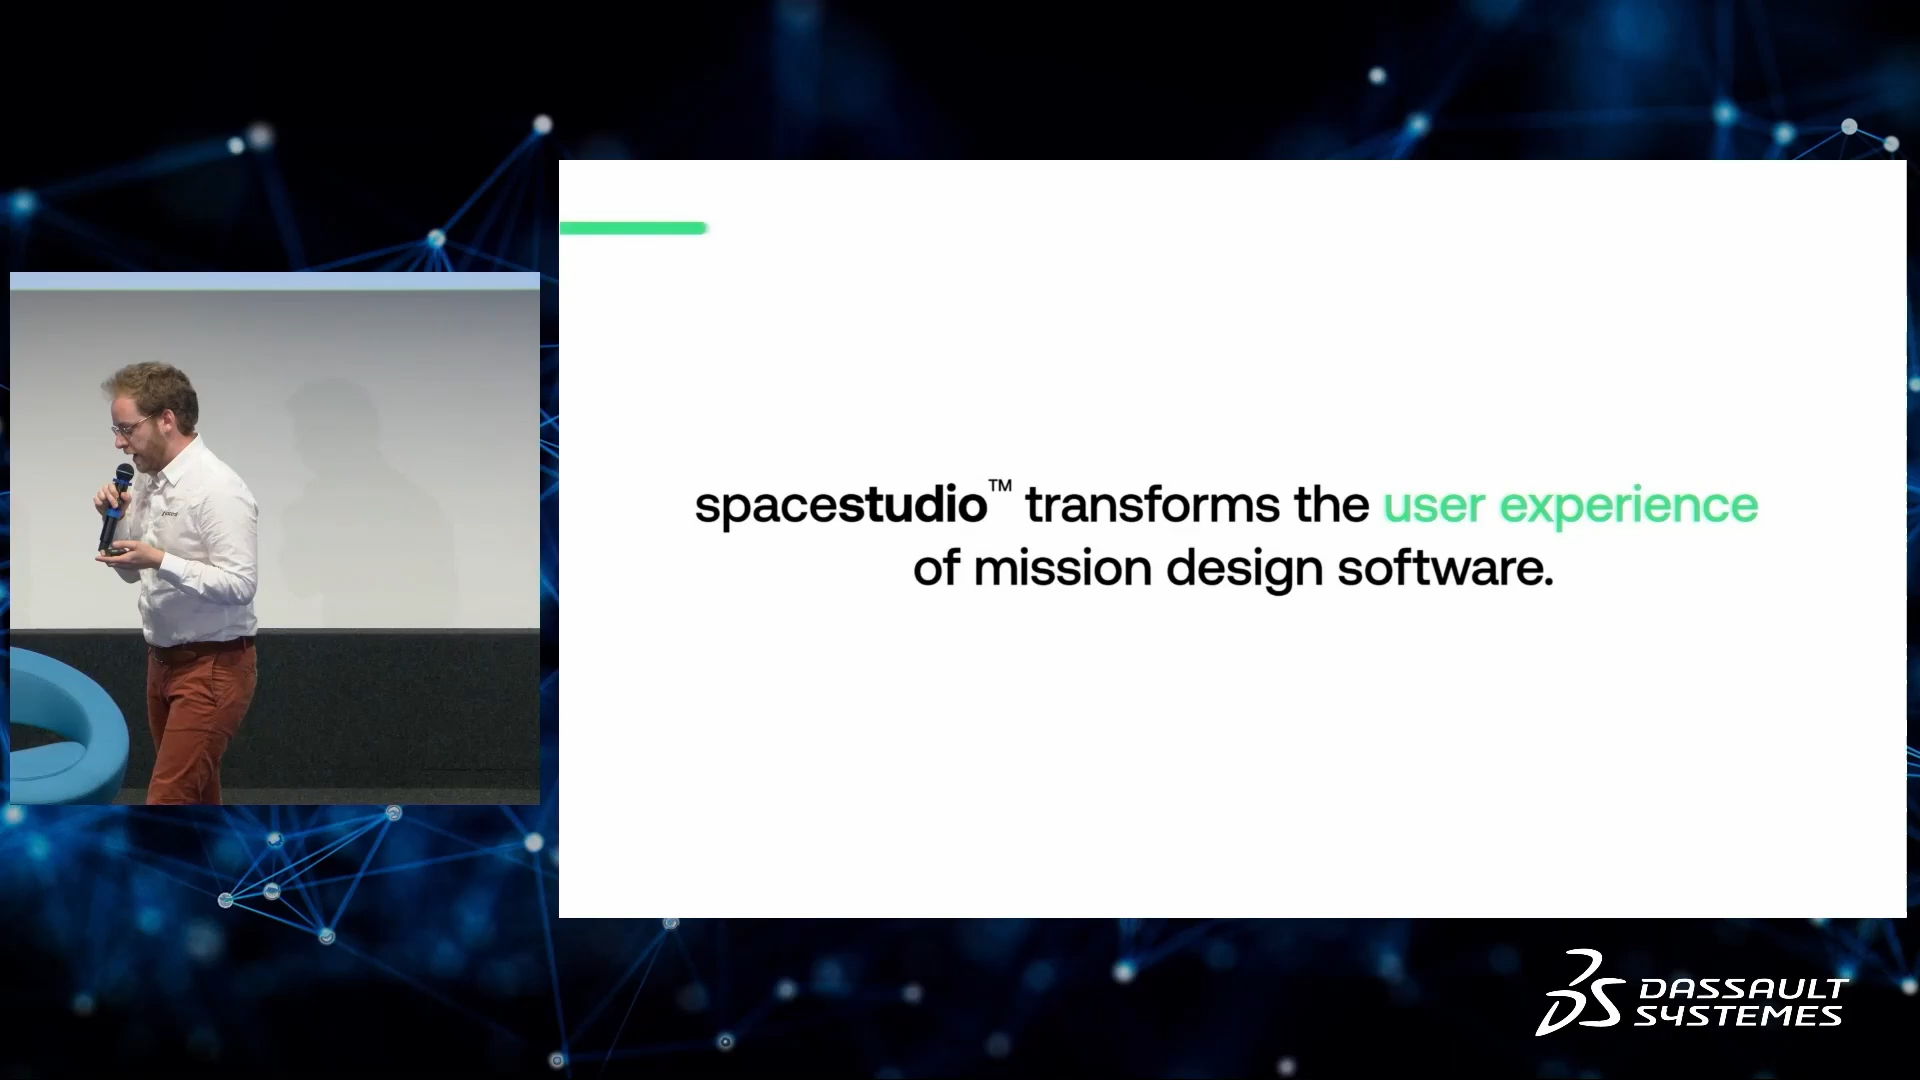 spacestudio™ transforms the user experience
of mission design software.
DASSAULT
SYSTEMES